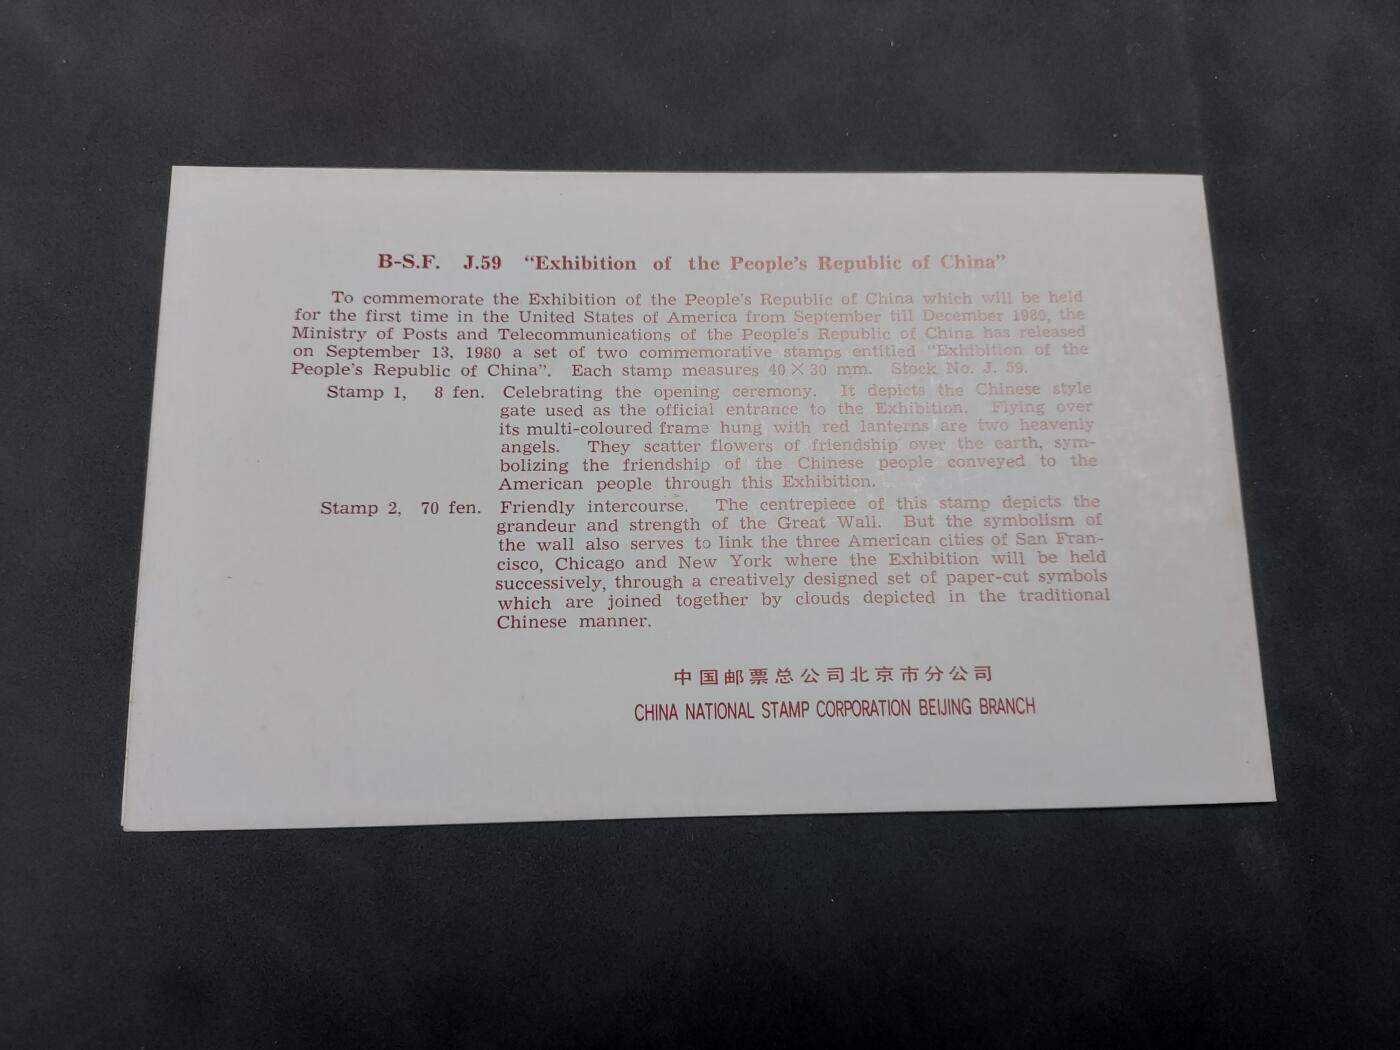 B-S.F. J.59 “Exhibition of the People's Republic of China”
To commemorate the Exhibition of the People's Republic of China which will be held
for the first time in the United States of America from September till December 1980, the
Ministry of Posts and Telecommunications of the People's Republic of China has released
on September 13, 1980 a set of two commemorative stamps entitled “Exhibition of the
People's Republic of China”. Each stamp measures 40 × 30 mm. Stock No. J. 59.
Stamp 1, 8 fen. Celebrating the opening ceremony. It depicts the Chinese style
gate used as the official entrance to the Exhibition. Flying over
its multi-coloured frame hung with red lanterns are two heavenly
angels. They scatter flowers of friendship over the earth, sym-
bolizing the friendship of the Chinese people conveyed to the
American people through this Exhibition.
Stamp 2, 70 fen. Friendly intercourse. The centrepiece of this stamp depicts the
grandeur and strength of the Great Wall. But the symbolism of
the wall also serves to link the three American cities of San Fran-
cisco, Chicago and New York where the Exhibition will be held
successively, through a creatively designed set of paper-cut symbols
which are joined together by clouds depicted in the traditional
Chinese manner.
中国邮票总公司北京市分公司
CHINA NATIONAL STAMP CORPORATION BEIJING BRANCH